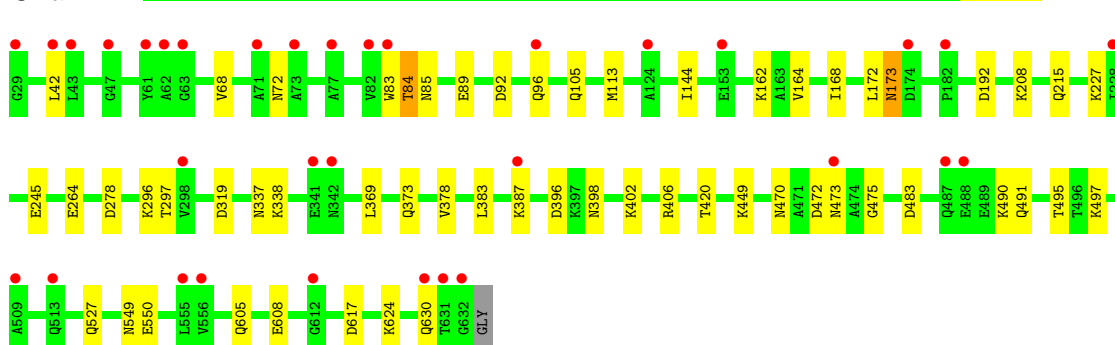 G29 L42 L43 G47 Y61 A62 G63 V68 A71 N72 A73 A77 V82 W83 T84 N85 E89 D92 Q96 Q105 M113 A124 I144 E153 K162 A163 V164 I168 L172 N173 D174 P182 D192 K208 Q215 K227
E245 E264 D278 K296 T297 V298 D319 N337 K338 E341 N342 L369 Q373 V378 L383 K387 D396 K397 N398 K402 R406 T420 K449 N470 A471 D472 N473 A474 G475 D483 Q487 E488 E489 K490 Q491 T495 T496 K497
A509 Q513 Q527 N549 E550 L555 V556 Q605 E608 G612 D617 K624 Q630 T631 G632 GLY